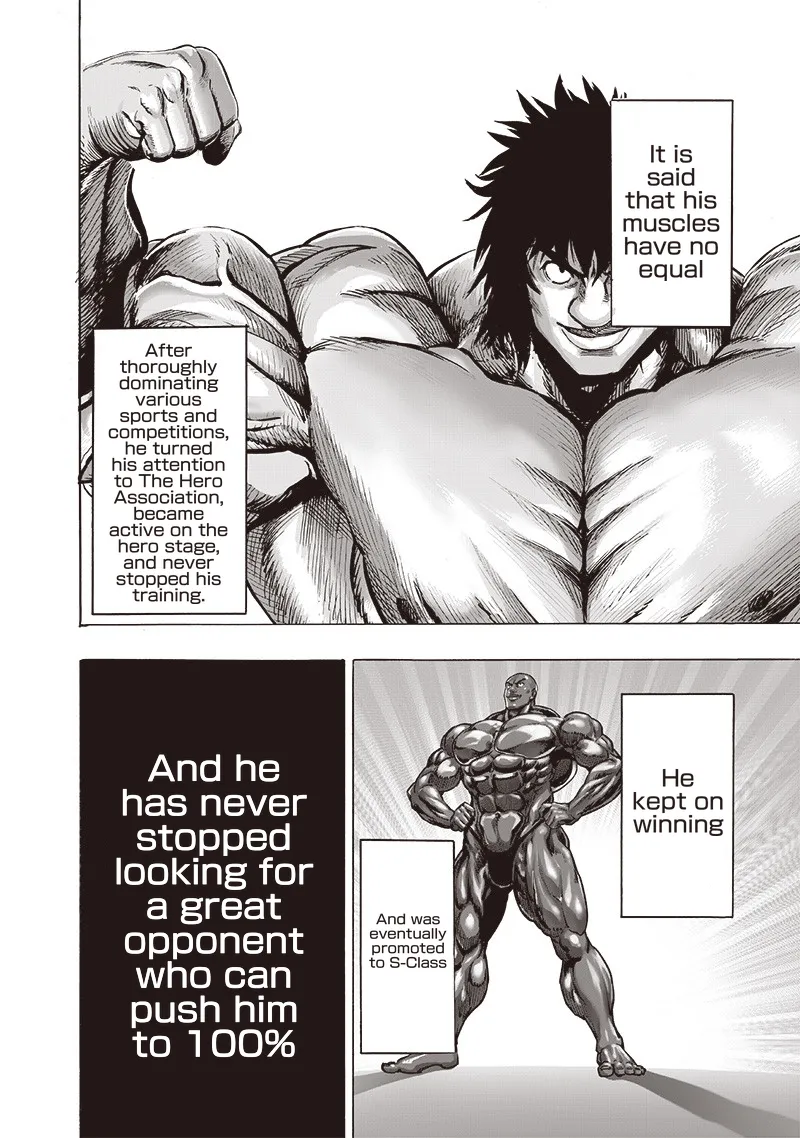 It is
said
that his
muscles
have no
equal
After
thoroughly
dominating
various
sports and
competitions,
he turned
his attention
to The Hero
Association,
became
active on the
hero stage,
and never
stopped his
training.
He
kept on
winning
And was
eventually
promoted
to S-Class
And he
has never
stopped
looking for
a great
opponent
who can
push him
to 100%